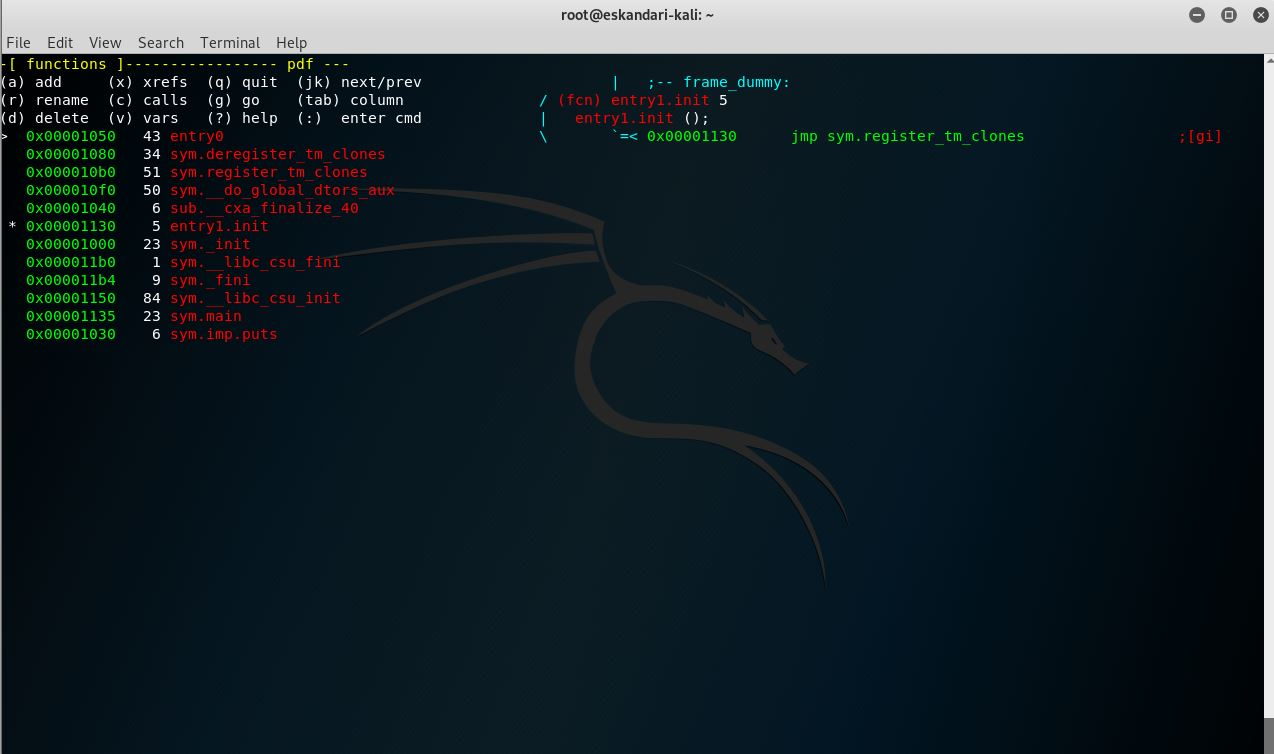 root@eskandari-kali: ~
File Edit View Search Terminal Help
-[ functions ]----------------- pdf ---
(a) add     (x) xrefs  (q) quit  (jk) next/prev                     |   ;-- frame_dummy:
(r) rename  (c) calls  (g) go    (tab) column               / (fcn) entry1.init 5
(d) delete  (v) vars   (?) help  (:)  enter cmd             |   entry1.init ();
>  0x00001050   43 entry0                                   \       `=< 0x00001130      jmp sym.register_tm_clones                 ;[gi]
   0x00001080   34 sym.deregister_tm_clones
   0x000010b0   51 sym.register_tm_clones
   0x000010f0   50 sym.__do_global_dtors_aux
   0x00001040    6 sub.__cxa_finalize_40
 * 0x00001130    5 entry1.init
   0x00001000   23 sym._init
   0x000011b0    1 sym.__libc_csu_fini
   0x000011b4    9 sym._fini
   0x00001150   84 sym.__libc_csu_init
   0x00001135   23 sym.main
   0x00001030    6 sym.imp.puts